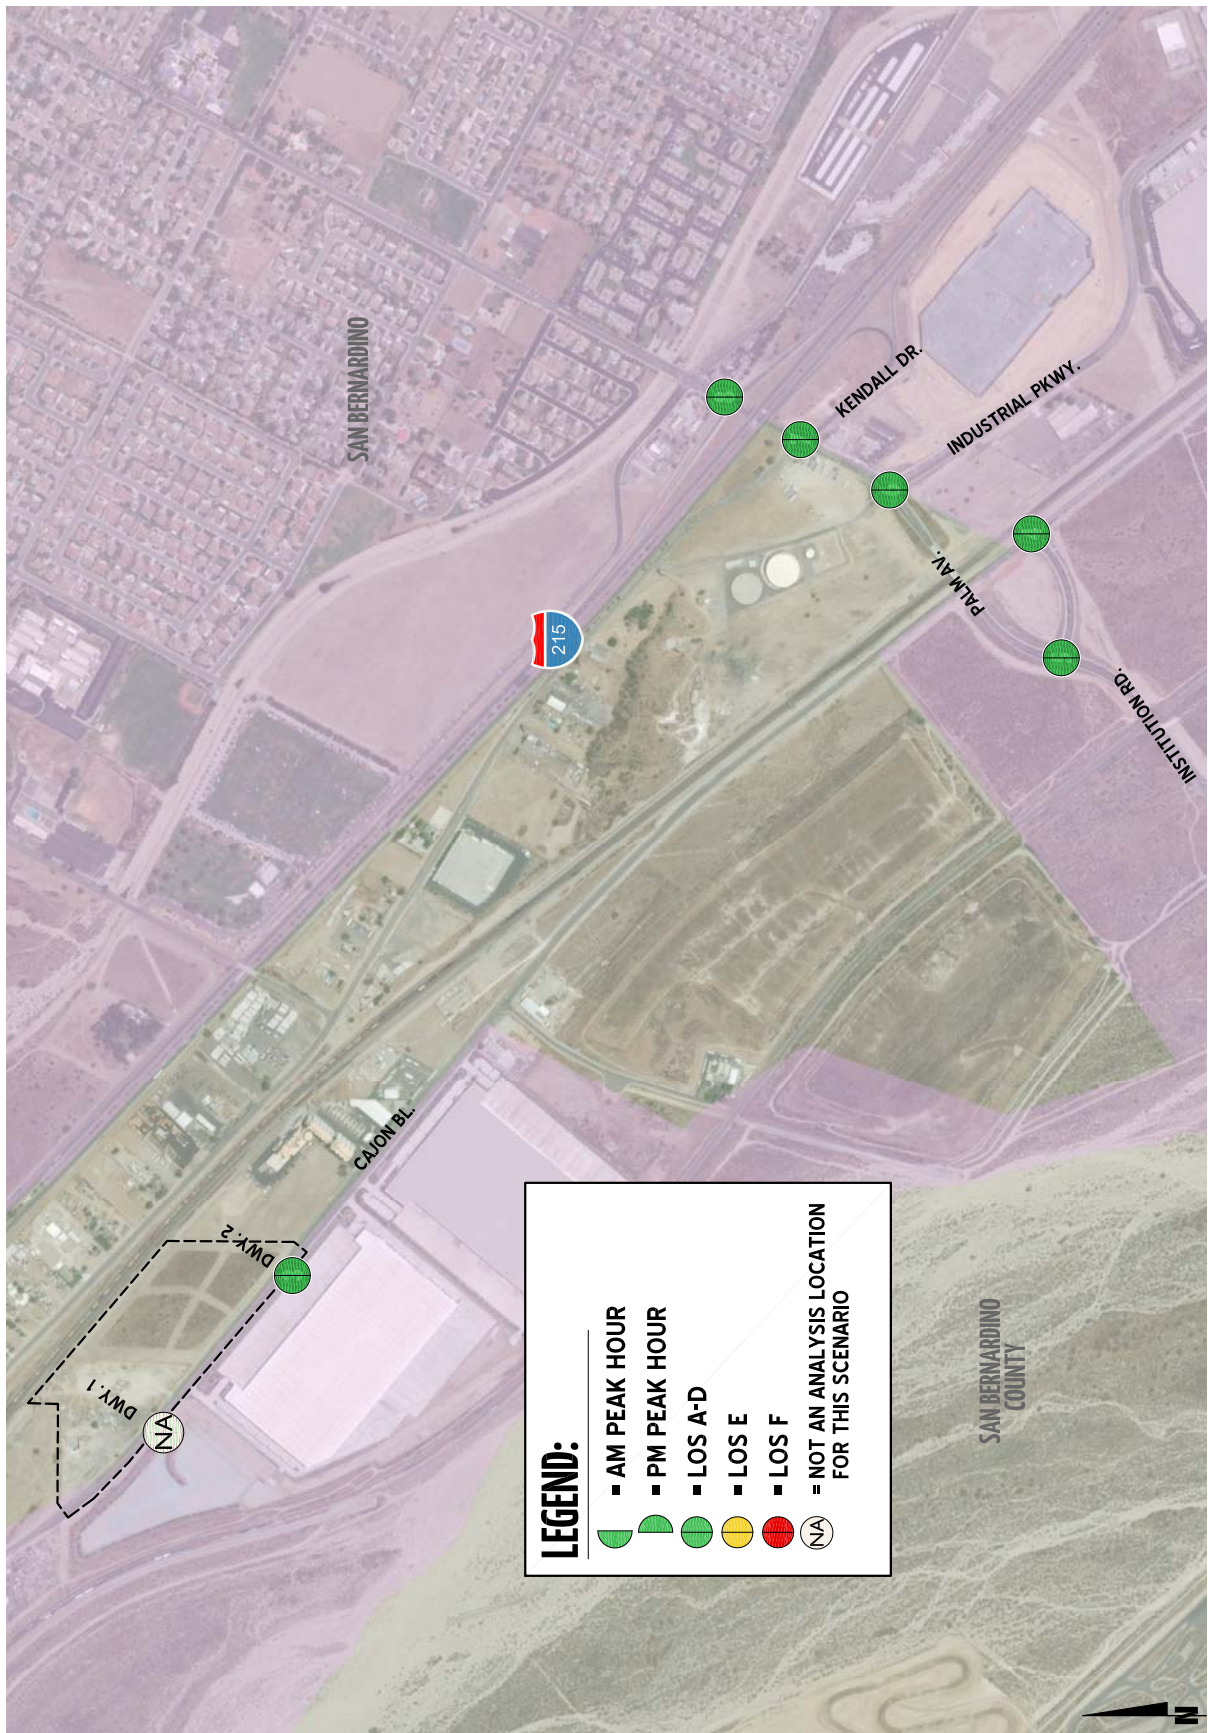 SAN BERNARDINO
215
KENDALL DR.
INDUSTRIAL PKWY.
PALM AV.
INSTITUTION RD.
CAJON BL.
DWY. 2
DWY. 1
NA
SAN BERNARDINO
COUNTY
LEGEND:
= AM PEAK HOUR
= PM PEAK HOUR
= LOS A-D
= LOS E
= LOS F
NA = NOT AN ANALYSIS LOCATION
FOR THIS SCENARIO
N